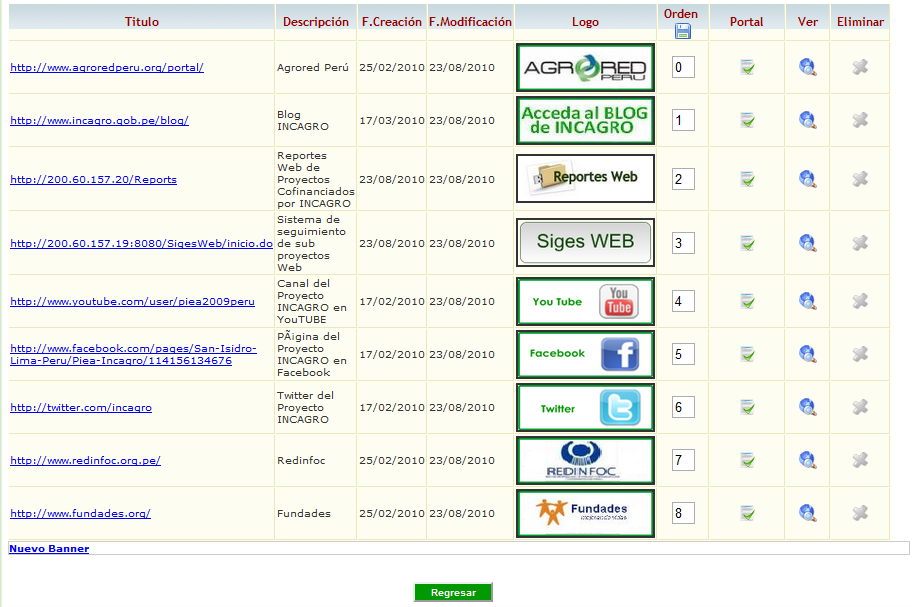 Titulo Descripción F.Creación F.Modificación Logo Orden Portal Ver Eliminar
http://www.agroredperu.org/portal/ Agrored Perú 25/02/2010 23/08/2010 AGRORED PERU 0
http://www.incagro.gob.pe/blog/ Blog INCAGRO 17/03/2010 23/08/2010 Acceda al BLOG de INCAGRO 1
http://200.60.157.20/Reports Reportes Web de Proyectos Cofinanciados por INCAGRO 23/08/2010 23/08/2010 Reportes Web 2
http://200.60.157.19:8080/SigesWeb/inicio.do Sistema de seguimiento de sub proyectos Web 23/08/2010 23/08/2010 Siges WEB 3
http://www.youtube.com/user/piea2009peru Canal del Proyecto INCAGRO en YouTUBE 17/02/2010 23/08/2010 You Tube You Tube 4
http://www.facebook.com/pages/San-Isidro-Lima-Peru/Piea-Incagro/114156134676 PÃigina del Proyecto INCAGRO en Facebook 17/02/2010 23/08/2010 Facebook f 5
http://twitter.com/incagro Twitter del Proyecto INCAGRO 17/02/2010 23/08/2010 Twitter t 6
http://www.redinfoc.org.pe/ Redinfoc 25/02/2010 23/08/2010 REDINFOC 7
http://www.fundades.org/ Fundades 25/02/2010 23/08/2010 Fundades 8
Nuevo Banner
Regresar